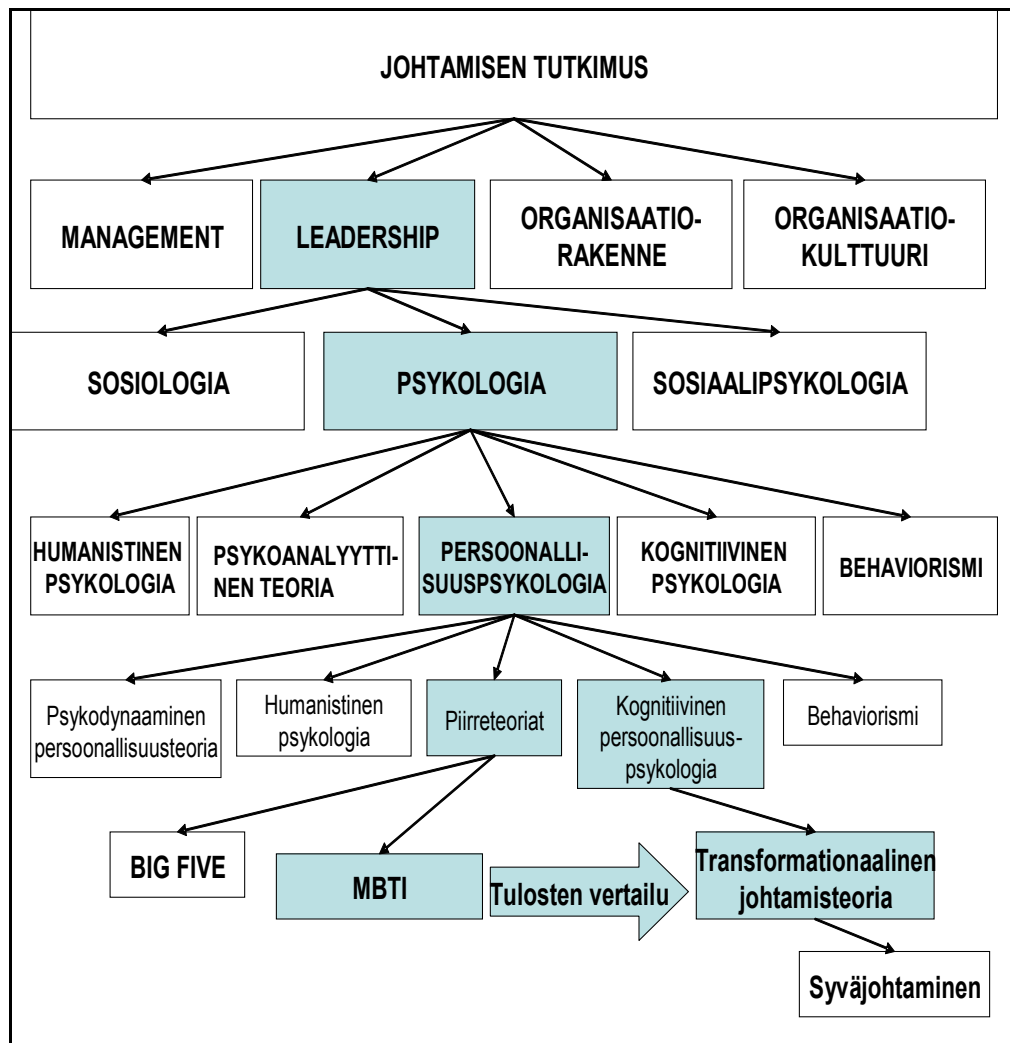 JOHTAMISEN TUTKIMUS
MANAGEMENT
LEADERSHIP
ORGANISAATIO-
RAKENNE
ORGANISAATIO-
KULTTUURI
SOSIOLOGIA
PSYKOLOGIA
SOSIAALIPSYKOLOGIA
HUMANISTINEN
PSYKOLOGIA
PSYKOANALYYTTI-
NEN TEORIA
PERSOONALLI-
SUUSPSYKOLOGIA
KOGNITIIVINEN
PSYKOLOGIA
BEHAVIORISMI
Psykodynaaminen
persoonallisuusteoria
Humanistinen
psykologia
Piirreteoriat
Kognitiivinen
persoonallisuus-
psykologia
Behaviorismi
BIG FIVE
MBTI
Tulosten vertailu
Transformationaalinen
johtamisteoria
Syväjohtaminen